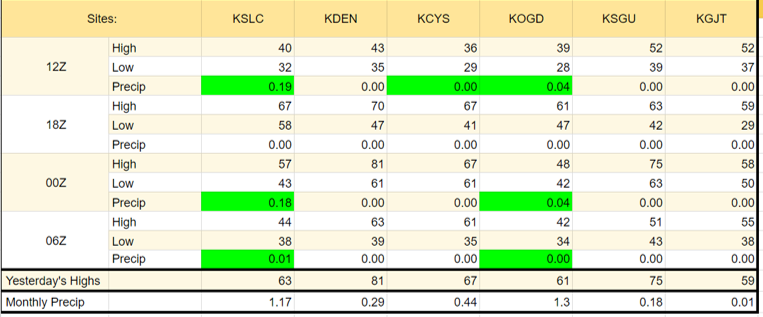 Sites: KSLC KDEN KCYS KOGD KSGU KGJT
High 40 43 36 39 52 52
12Z Low 32 35 29 28 39 37
Precip 0.19 0.00 0.00 0.04 0.00 0.00
High 67 70 67 61 63 59
18Z Low 58 47 41 47 42 29
Precip 0.00 0.00 0.00 0.00 0.00 0.00
High 57 81 67 48 75 58
00Z Low 43 61 61 42 63 50
Precip 0.18 0.00 0.00 0.04 0.00 0.00
High 44 63 61 42 51 55
06Z Low 38 39 35 34 43 38
Precip 0.01 0.00 0.00 0.00 0.00 0.00
Yesterday's Highs 63 81 67 61 75 59
Monthly Precip 1.17 0.29 0.44 1.3 0.18 0.01